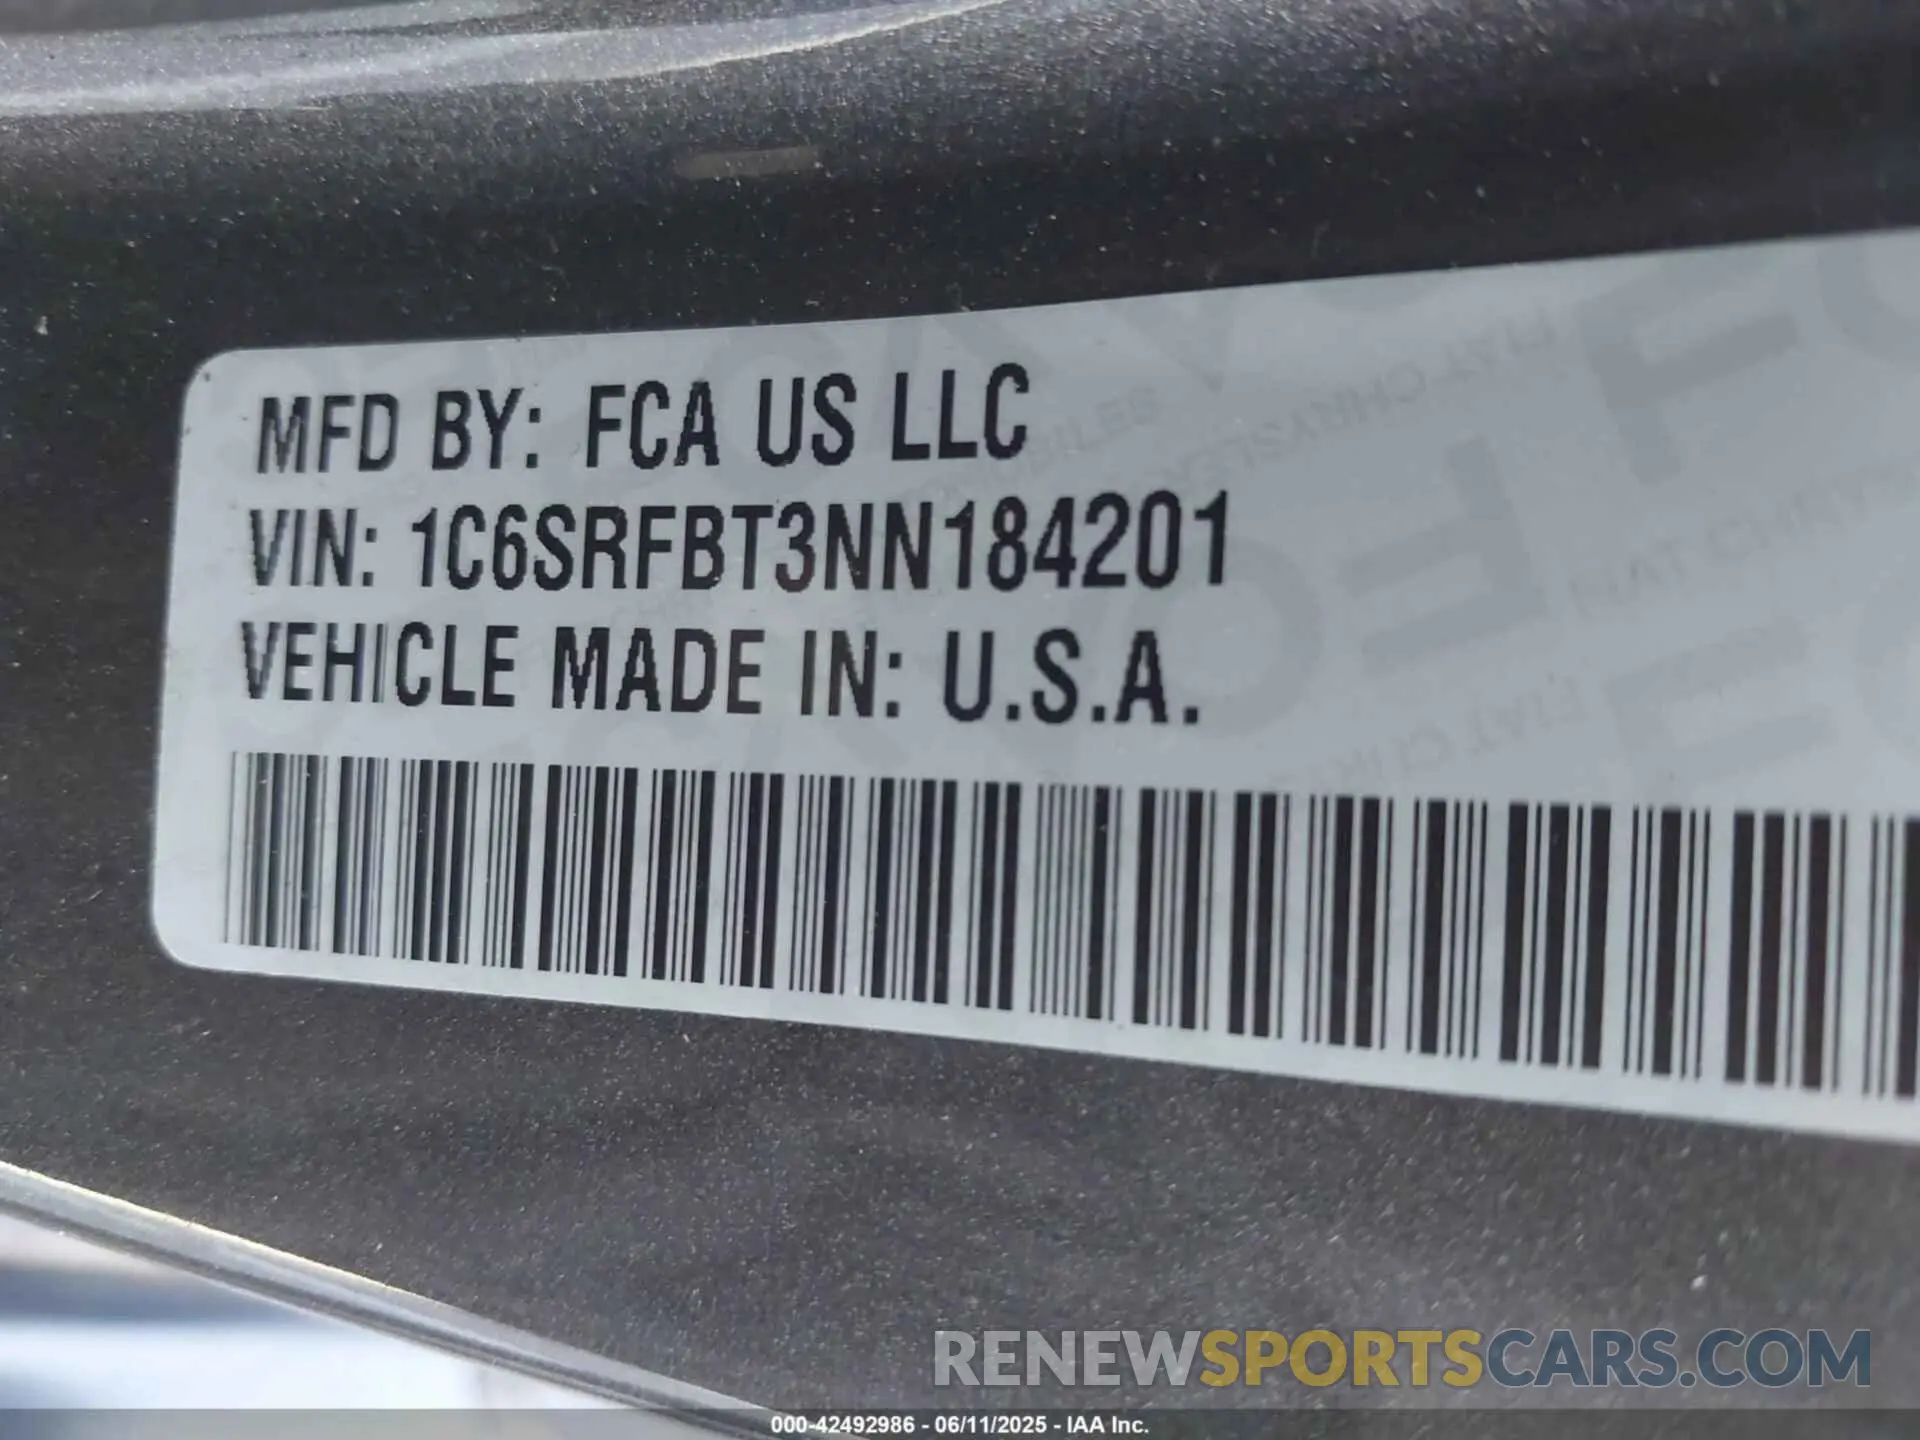 MFD BY: FCA US LLC
VIN: 1C6SRFBT3NN184201
VEHICLE MADE IN: U.S.A.
RENEWSPORTSCARS.COM
000-42492986 - 06/11/2025 - IAA Inc.